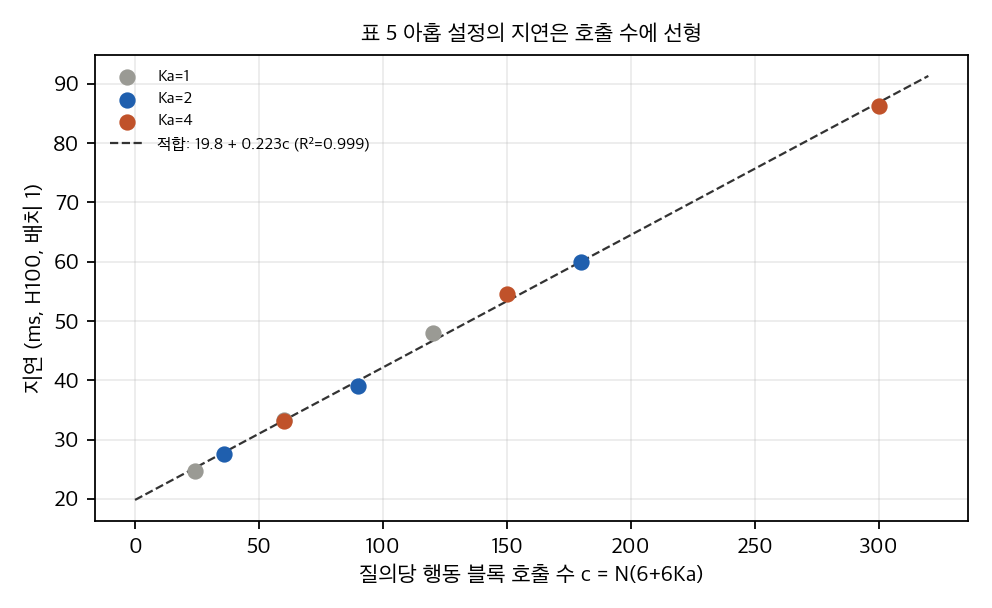 표 5 아홉 설정의 지연은 호출 수에 선형
Ka=1
Ka=2
Ka=4
적합: 19.8 + 0.223c (R²=0.999)
지연 (ms, H100, 배치 1)
90
80
70
60
50
40
30
20
0 50 100 150 200 250 300
질의당 행동 블록 호출 수 c = N(6+6Ka)